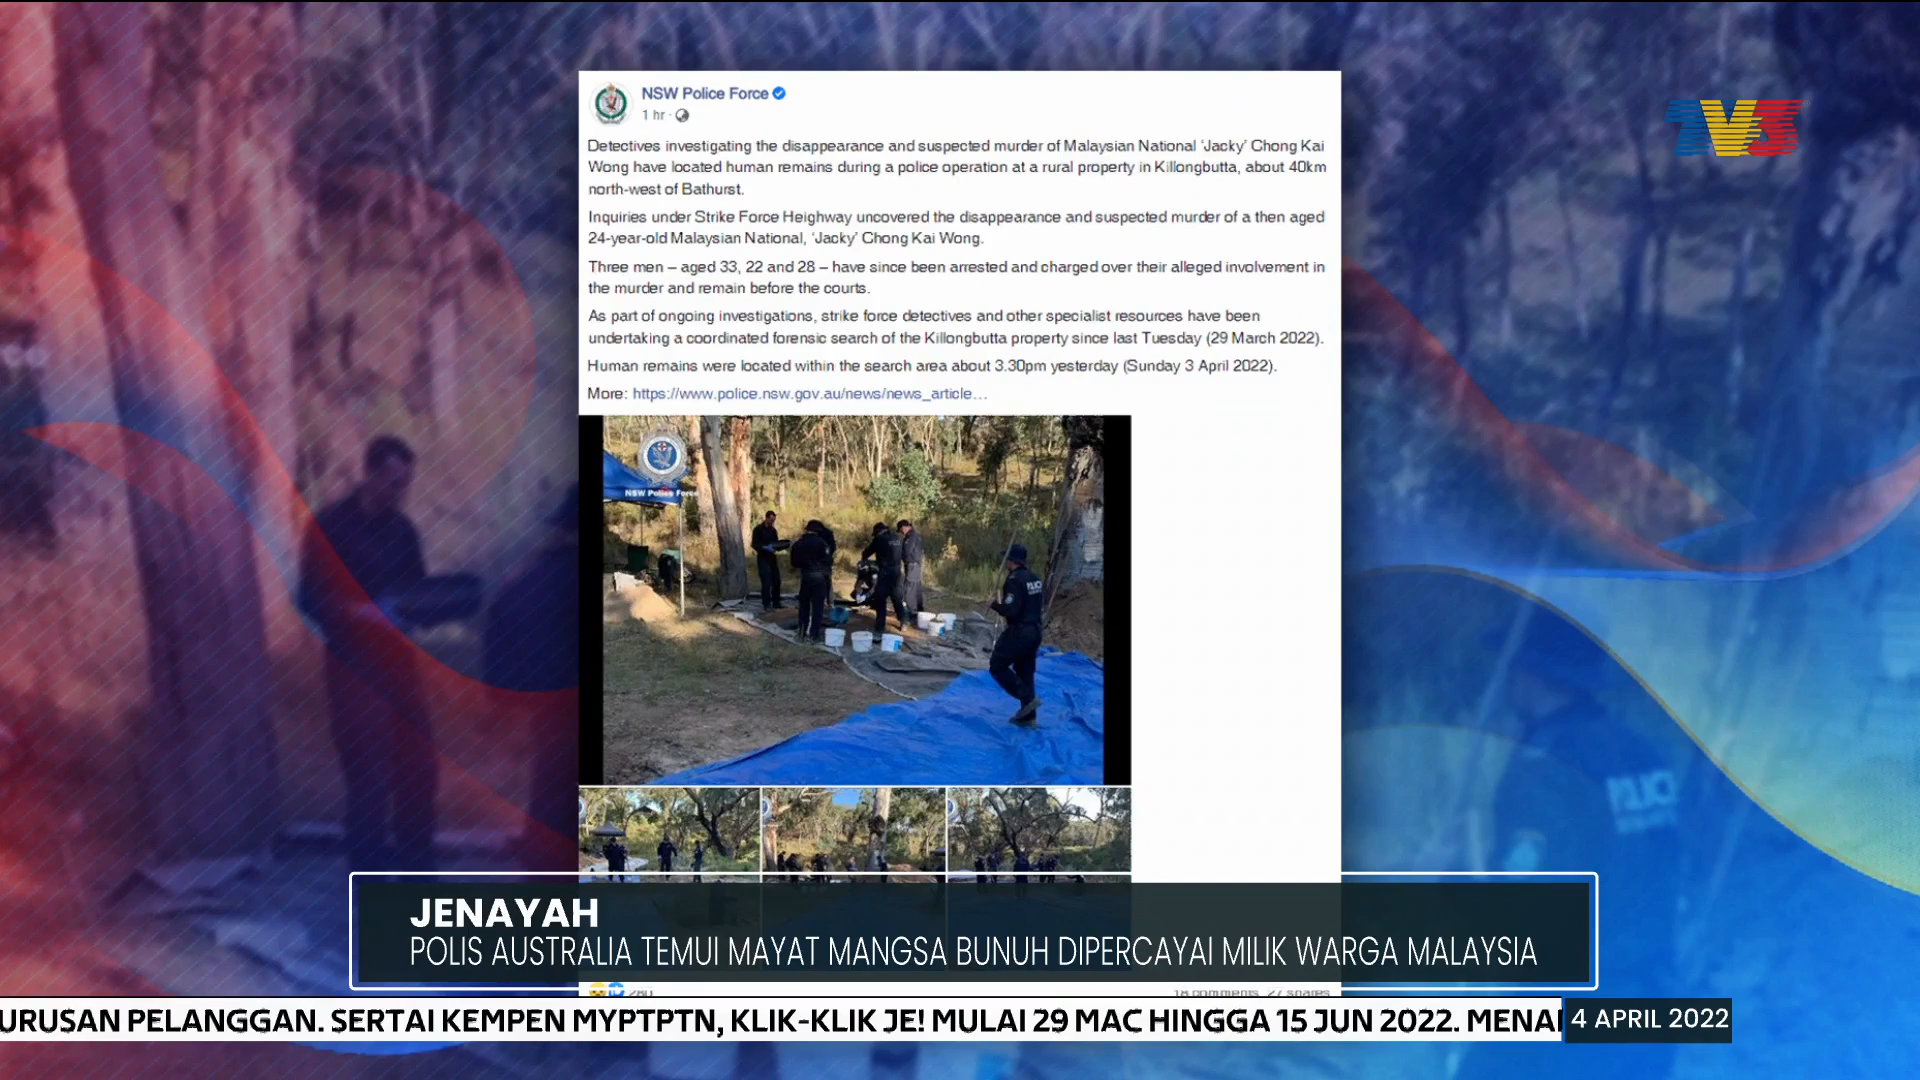 NSW Police Force
1 hr ·
TV3
Detectives investigating the disappearance and suspected murder of Malaysian National ‘Jacky’ Chong Kai
Wong have located human remains during a police operation at a rural property in Killongbutta, about 40km
north-west of Bathurst.
Inquiries under Strike Force Heighway uncovered the disappearance and suspected murder of a then aged
24-year-old Malaysian National, ‘Jacky’ Chong Kai Wong.
Three men – aged 33, 22 and 28 – have since been arrested and charged over their alleged involvement in
the murder and remain before the courts.
As part of ongoing investigations, strike force detectives and other specialist resources have been
undertaking a coordinated forensic search of the Killongbutta property since last Tuesday (29 March 2022).
Human remains were located within the search area about 3.30pm yesterday (Sunday 3 April 2022).
More: https://www.police.nsw.gov.au/news/news_article...
NSW Police Force
JENAYAH
POLIS AUSTRALIA TEMUI MAYAT MANGSA BUNUH DIPERCAYAI MILIK WARGA MALAYSIA
280
18 comments 27 shares
URUSAN PELANGGAN. SERTAI KEMPEN MYPTPTN, KLIK-KLIK JE! MULAI 29 MAC HINGGA 15 JUN 2022. MENA
4 APRIL 2022